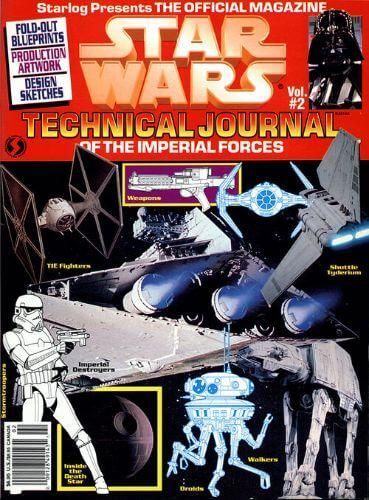 Starlog Presents THE OFFICIAL MAGAZINE
FOLD-OUT
BLUEPRINTS
PRODUCTION
ARTWORK
DESIGN
SKETCHES
STAR
WARS
®
Vol.
#2
TECHNICAL JOURNAL
OF THE IMPERIAL FORCES
Weapons
TIE Fighters
Shuttle
Tyderium
Stormtroopers
Imperial
Destroyers
Inside the
Death
Star
Walkers
Droids